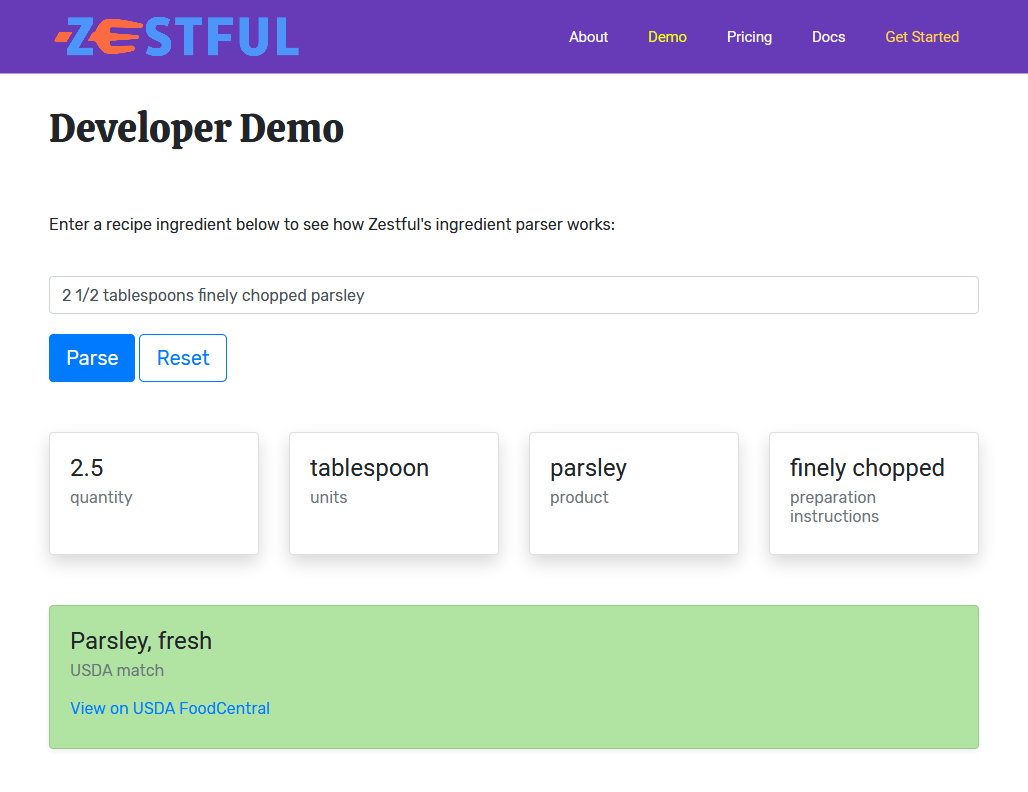 ZESTFUL
About Demo Pricing Docs Get Started
Developer Demo
Enter a recipe ingredient below to see how Zestful's ingredient parser works:
2 1/2 tablespoons finely chopped parsley
Parse Reset
2.5
quantity
tablespoon
units
parsley
product
finely chopped
preparation
instructions
Parsley, fresh
USDA match
View on USDA FoodCentral